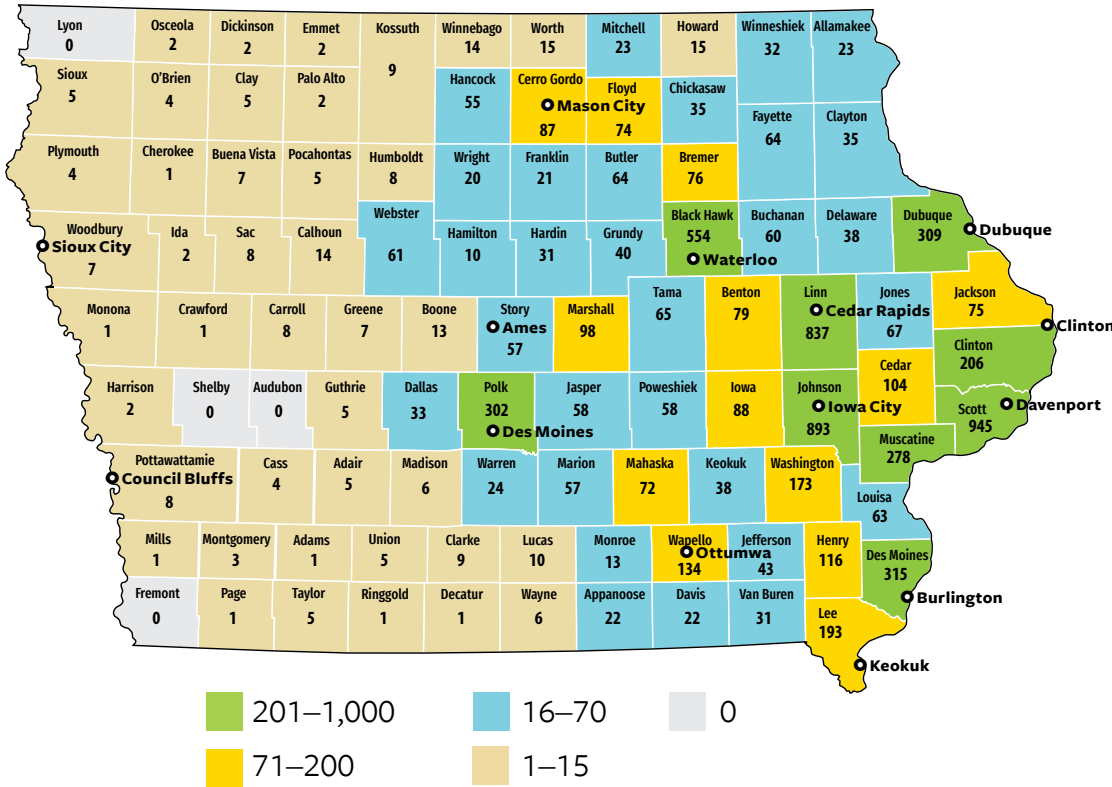 Lyon
0
Osceola
2
Dickinson
2
Emmet
2
Kossuth
9
Winnebago
14
Worth
15
Mitchell
23
Howard
15
Winneshiek
32
Allamakee
23
Sioux
5
O'Brien
4
Clay
5
Palo Alto
2
Hancock
55
Cerro Gordo
Mason City
87
Floyd
74
Chickasaw
35
Fayette
64
Clayton
35
Plymouth
4
Cherokee
1
Buena Vista
7
Pocahontas
5
Humboldt
8
Wright
20
Franklin
21
Butler
64
Bremer
76
Woodbury
Sioux City
7
Ida
2
Sac
8
Calhoun
14
Webster
61
Hamilton
10
Hardin
31
Grundy
40
Black Hawk
554
Waterloo
Buchanan
60
Delaware
38
Dubuque
309
Dubuque
Monona
1
Crawford
1
Carroll
8
Greene
7
Boone
13
Story
Ames
57
Marshall
98
Tama
65
Benton
79
Linn
Cedar Rapids
837
Jones
67
Jackson
75
Clinton
Clinton
206
Harrison
2
Shelby
0
Audubon
0
Guthrie
5
Dallas
33
Polk
302
Des Moines
Jasper
58
Poweshiek
58
Iowa
88
Johnson
Iowa City
893
Cedar
104
Scott
945
Davenport
Muscatine
278
Pottawattamie
Council Bluffs
8
Cass
4
Adair
5
Madison
6
Warren
24
Marion
57
Mahaska
72
Keokuk
38
Washington
173
Louisa
63
Mills
1
Montgomery
3
Adams
1
Union
5
Clarke
9
Lucas
10
Monroe
13
Wapello
Ottumwa
134
Jefferson
43
Henry
116
Des Moines
315
Burlington
Fremont
0
Page
1
Taylor
5
Ringgold
1
Decatur
1
Wayne
6
Appanoose
22
Davis
22
Van Buren
31
Lee
193
Keokuk
201–1,000
16–70
0
71–200
1–15